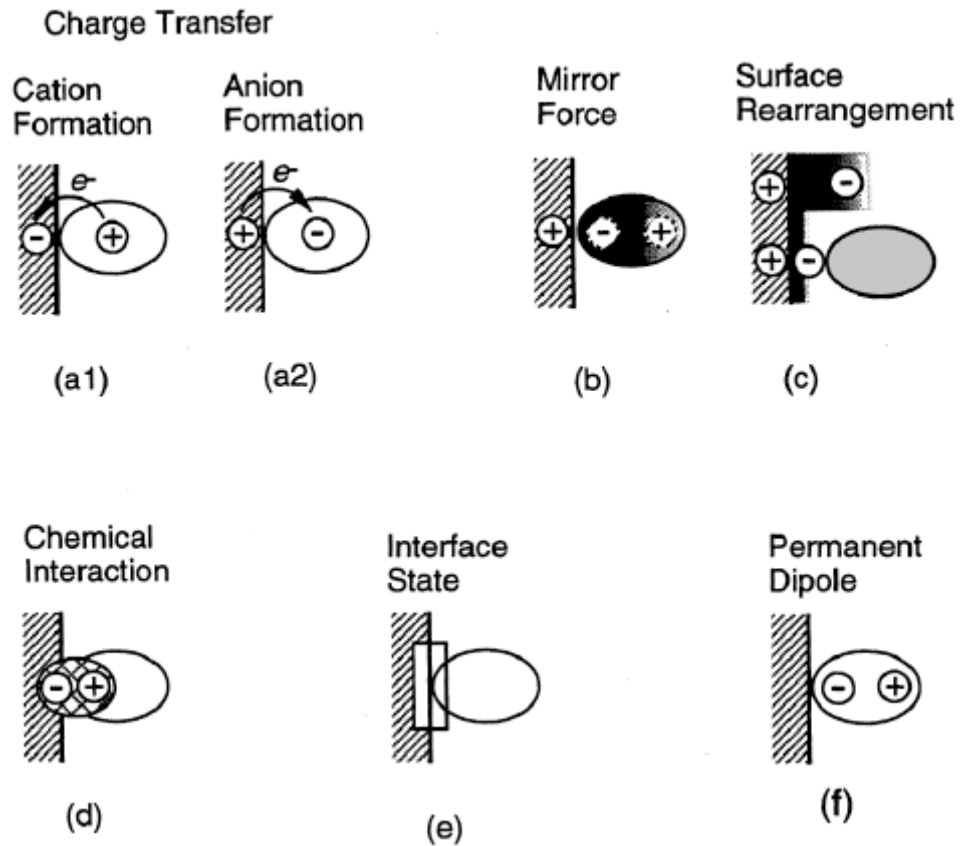 Charge Transfer
Cation
Formation
Anion
Formation
Mirror
Force
Surface
Rearrangement
e-
- +
e-
+ -
+ - +
+ -
+ -
(a1)
(a2)
(b)
(c)
Chemical
Interaction
Interface
State
Permanent
Dipole
- +
- +
(d)
(e)
(f)